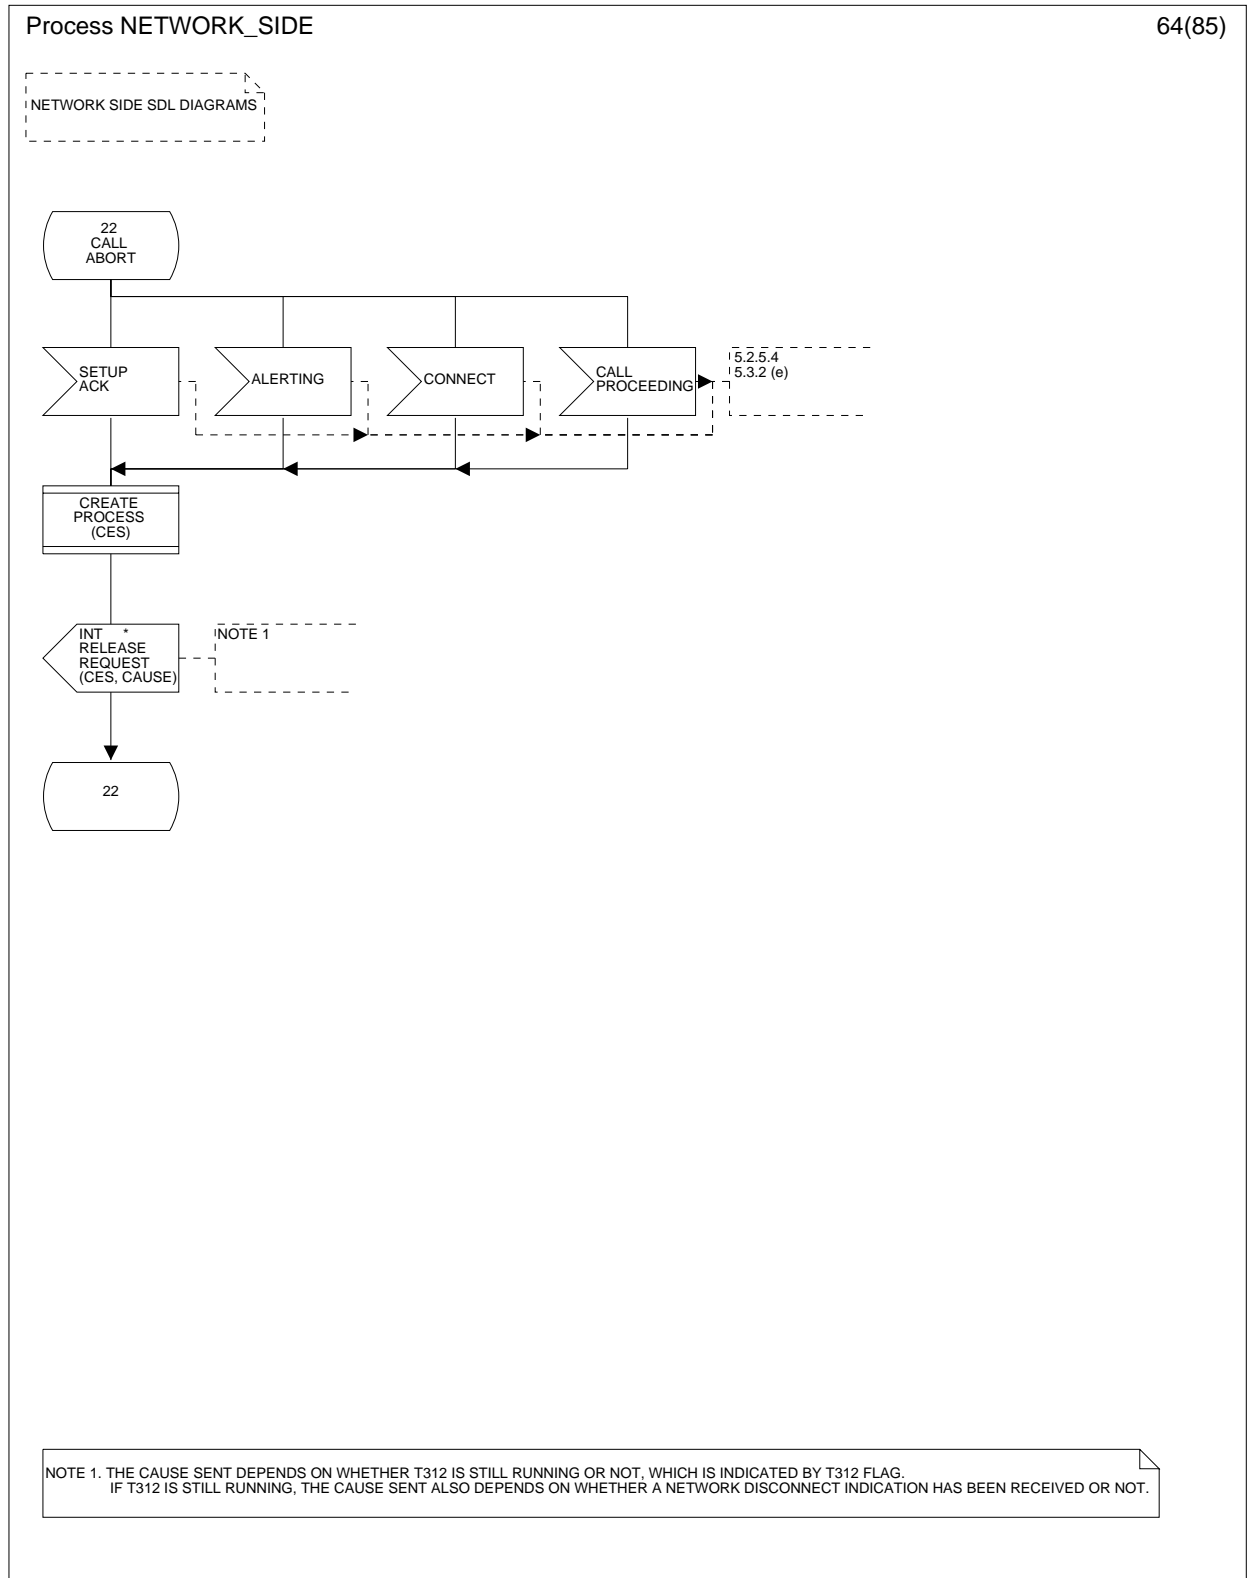 Process NETWORK_SIDE
64(85)
NETWORK SIDE SDL DIAGRAMS
22
CALL
ABORT
SETUP
ACK
ALERTING
CONNECT
CALL
PROCEEDING
5.2.5.4
5.3.2 (e)
CREATE
PROCESS
(CES)
INT *
RELEASE
REQUEST
(CES, CAUSE)
NOTE 1
22
NOTE 1. THE CAUSE SENT DEPENDS ON WHETHER T312 IS STILL RUNNING OR NOT, WHICH IS INDICATED BY T312 FLAG.
IF T312 IS STILL RUNNING, THE CAUSE SENT ALSO DEPENDS ON WHETHER A NETWORK DISCONNECT INDICATION HAS BEEN RECEIVED OR NOT.